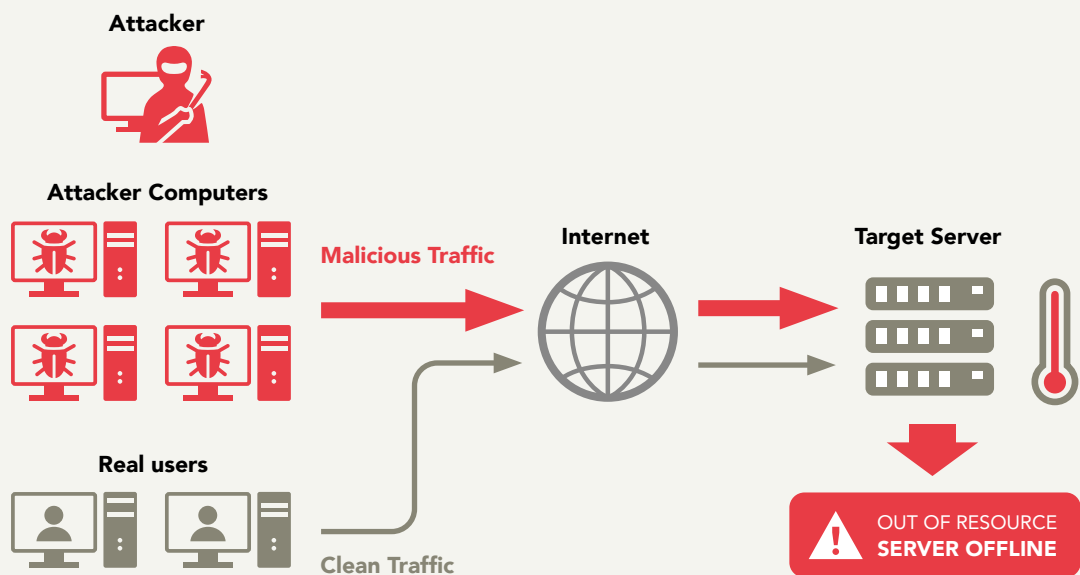 Attacker
Attacker Computers
Malicious Traffic
Internet
Target Server
Real users
Clean Traffic
OUT OF RESOURCE
SERVER OFFLINE